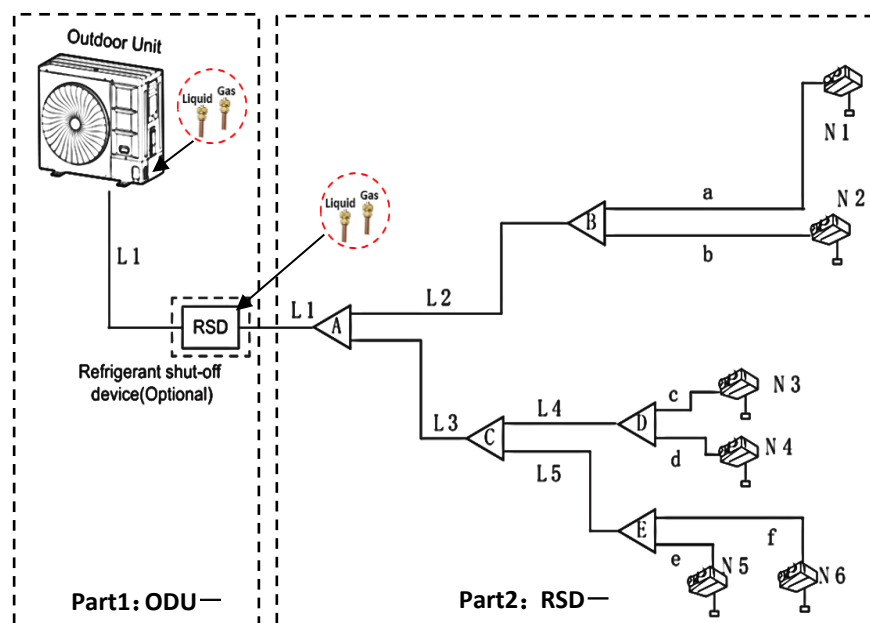 Outdoor Unit
Liquid Gas
L1
RSD
Refrigerant shut-off
device(Optional)
Part1: ODU—
Liquid Gas
L1
A
L2
B
a
b
N1
N2
L3
C
L4
D
c
d
N3
N4
L5
E
e
f
N5
N6
Part2: RSD—